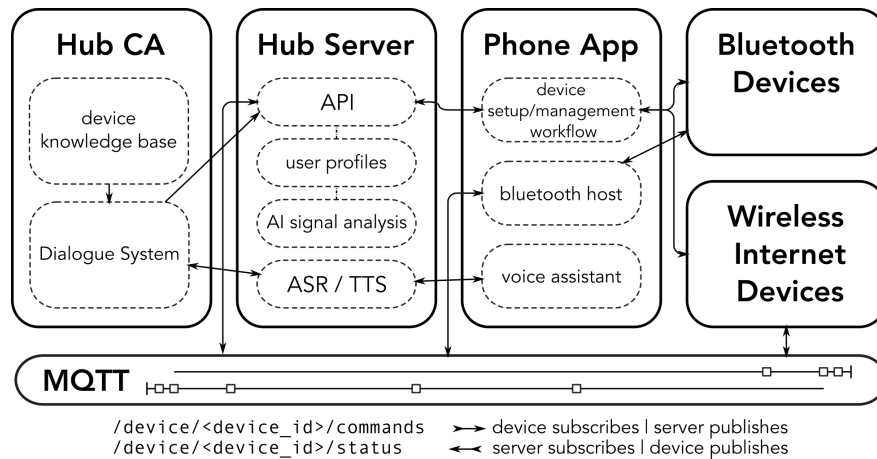 Hub CA
device
knowledge base
Dialogue System
Hub Server
API
user profiles
AI signal analysis
ASR / TTS
Phone App
device
setup/management
workflow
bluetooth host
voice assistant
Bluetooth
Devices
Wireless
Internet
Devices
MQTT
/device/<device_id>/commands
device subscribes | server publishes
/device/<device_id>/status
server subscribes | device publishes